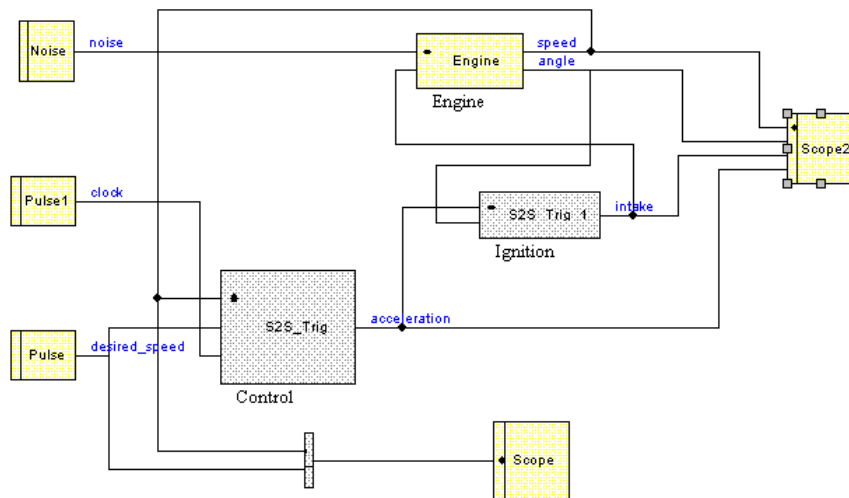 noise
speed
Noise
Engine
angle
Engine
Scope2
clock
Pulse1
intake
S2S_Trig_1
Ignition
acceleration
S2S_Trig
desired_speed
Pulse
Control
Scope